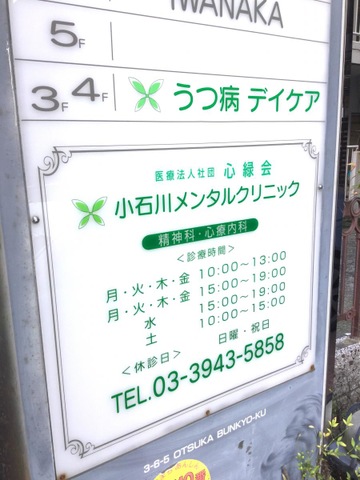 IWANAKA
5F
3F 4F うつ病 デイケア
医療法人社団 心緑会
小石川メンタルクリニック
精神科・心療内科
＜診療時間＞
月・火・木・金 10:00～13:00
月・火・木・金 15:00～19:00
水 15:00～19:00
土 10:00～15:00
＜休診日＞ 日曜・祝日
TEL.03-3943-5858
3-6-5 OTSUKA BUNKYO-KU